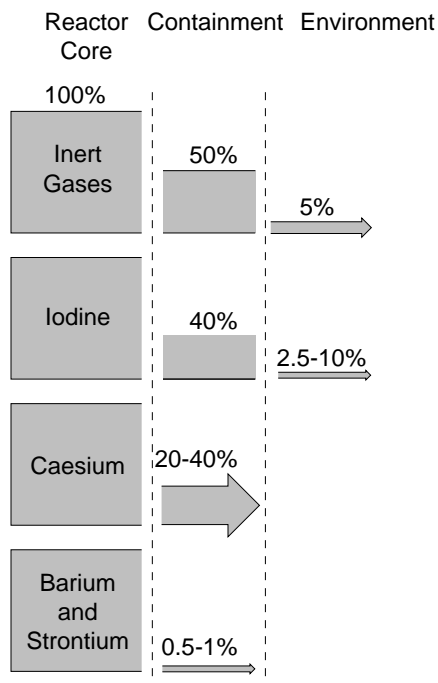 Reactor Core
Containment
Environment
100%
Inert
Gases
50%
5%
Iodine
40%
2.5-10%
Caesium
20-40%
Barium
and
Strontium
0.5-1%